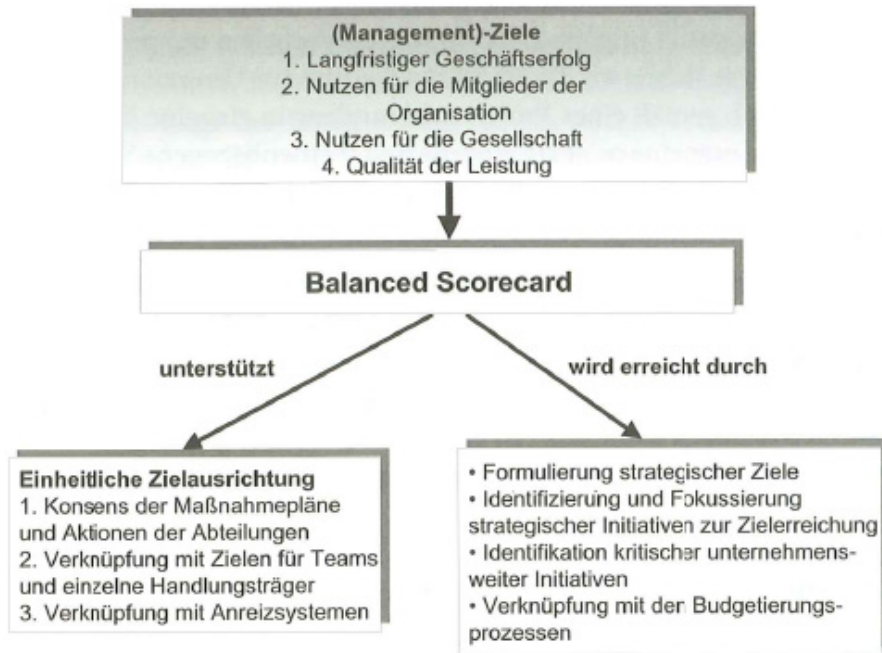 (Management)-Ziele
1. Langfristiger Geschäftserfolg
2. Nutzen für die Mitglieder der
Organisation
3. Nutzen für die Gesellschaft
4. Qualität der Leistung
Balanced Scorecard
unterstützt
wird erreicht durch
Einheitliche Zielausrichtung
1. Konsens der Maßnahmepläne
und Aktionen der Abteilungen
2. Verknüpfung mit Zielen für Teams
und einzelne Handlungsträger
3. Verknüpfung mit Anreizsystemen
• Formulierung strategischer Ziele
• Identifizierung und Fokussierung
strategischer Initiativen zur Zielerreichung
• Identifikation kritischer unternehmens-
weiter Initiativen
• Verknüpfung mit der Budgetierungs-
prozessen